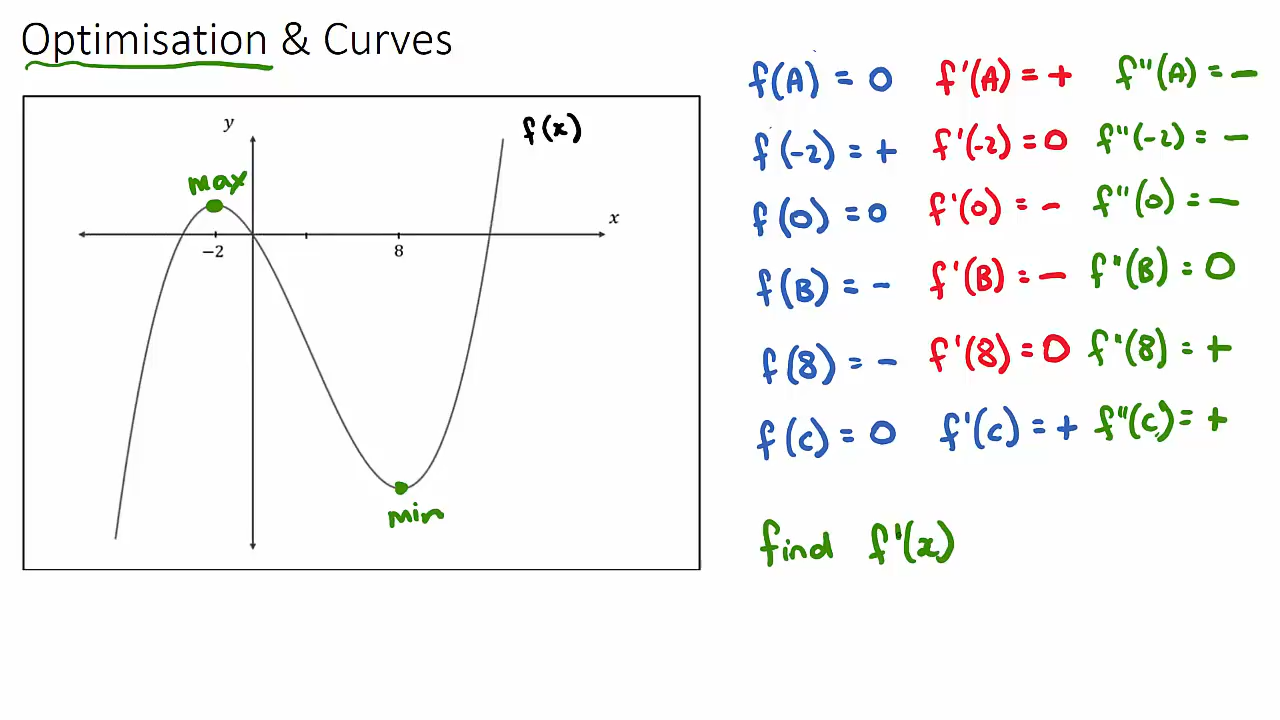 Optimisation & Curves
y
f(x)
max
x
−2
8
min
f(A) = 0 f'(A) = + f''(A) = −
f(-2) = + f'(-2) = 0 f''(-2) = −
f(0) = 0 f'(0) = − f''(0) = −
f(B) = − f'(B) = − f''(B) = 0
f(8) = − f'(8) = 0 f''(8) = +
f(c) = 0 f'(c) = + f''(c) = +
find f'(x)